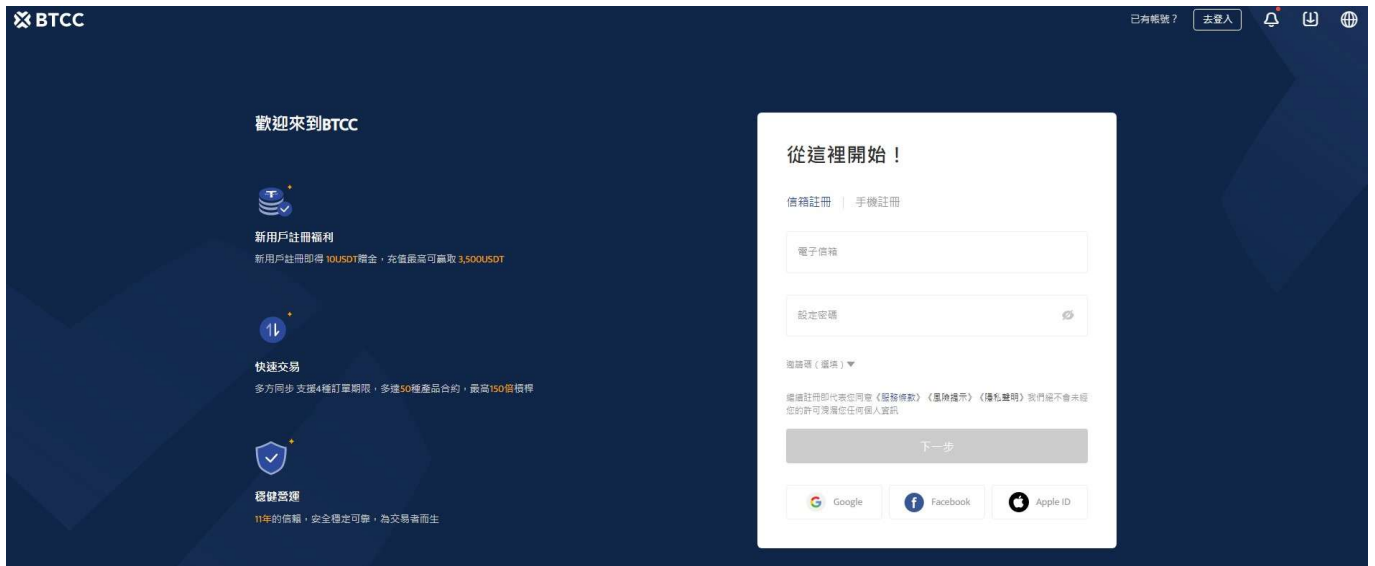 BTCC
已有帳號？
去登入
歡迎來到BTCC
新用戶註冊福利
新用戶註冊即得 10USDT贈金，充值最高可贏取 3,500USDT
快速交易
多方同步 支援4種訂單期限，多達50種產品合約，最高150倍槓桿
穩健營運
11年的信賴，安全穩定可靠，為交易者而生
從這裡開始！
信箱註冊 | 手機註冊
電子信箱
設定密碼
邀請碼（選填）▼
繼續註冊即代表您同意《服務條款》《風險提示》《隱私聲明》我們絕不會未經
您的許可洩漏您任何個人資訊
下一步
Google
Facebook
Apple ID